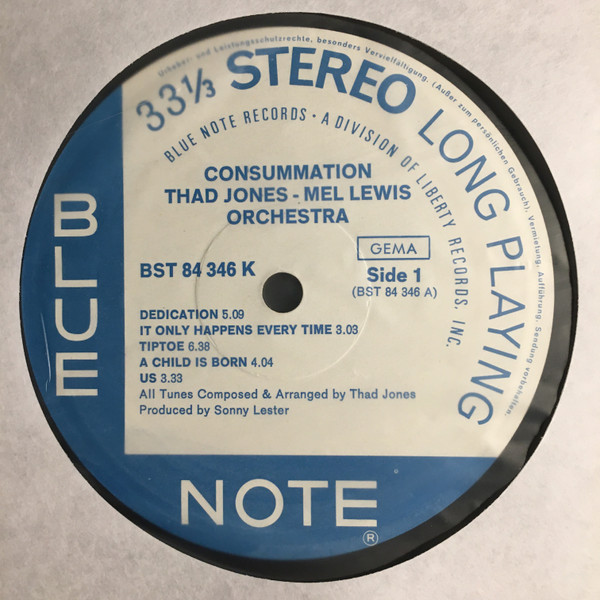 Urheber- und Leistungsschutzrechte, besonders Vervielfältigung, (Außer zum persönlichen Gebrauch), Vermietung, Aufführung, Sendung vorbehalten.
33⅓ STEREO LONG PLAYING
BLUE NOTE RECORDS • A DIVISION OF LIBERTY RECORDS, INC.
CONSUMMATION
THAD JONES - MEL LEWIS
ORCHESTRA
GEMA
BST 84 346 K
Side 1
(BST 84 346 A)
DEDICATION 5.09
IT ONLY HAPPENS EVERY TIME 3.03
TIPTOE 6.38
A CHILD IS BORN 4.04
US 3.33
All Tunes Composed & Arranged by Thad Jones
Produced by Sonny Lester
BLUE
NOTE ®